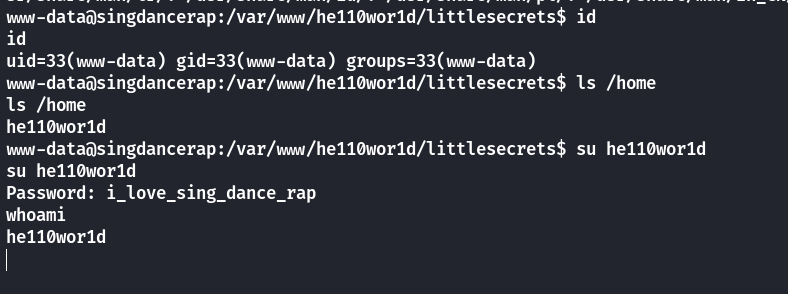 www-data@singdancerap:/var/www/he110wor1d/littlesecrets$ id
id
uid=33(www-data) gid=33(www-data) groups=33(www-data)
www-data@singdancerap:/var/www/he110wor1d/littlesecrets$ ls /home
ls /home
he110wor1d
www-data@singdancerap:/var/www/he110wor1d/littlesecrets$ su he110wor1d
su he110wor1d
Password: i_love_sing_dance_rap
whoami
he110wor1d